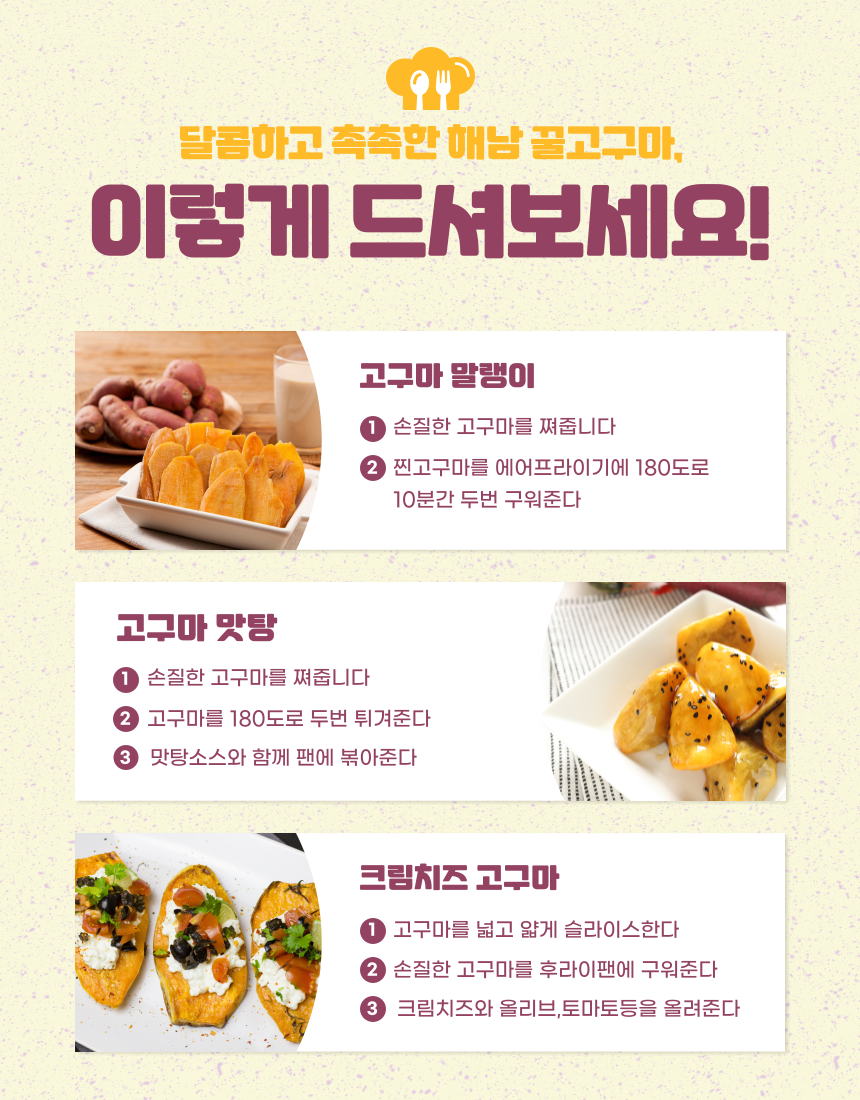 달콤하고 촉촉한 해남 꿀고구마,
이렇게 드셔보세요!
고구마 말랭이
1 손질한 고구마를 쪄줍니다
2 찐고구마를 에어프라이기에 180도로
10분간 두번 구워준다
고구마 맛탕
1 손질한 고구마를 쪄줍니다
2 고구마를 180도로 두번 튀겨준다
3 맛탕소스와 함께 팬에 볶아준다
크림치즈 고구마
1 고구마를 넓고 얇게 슬라이스한다
2 손질한 고구마를 후라이팬에 구워준다
3 크림치즈와 올리브,토마토등을 올려준다